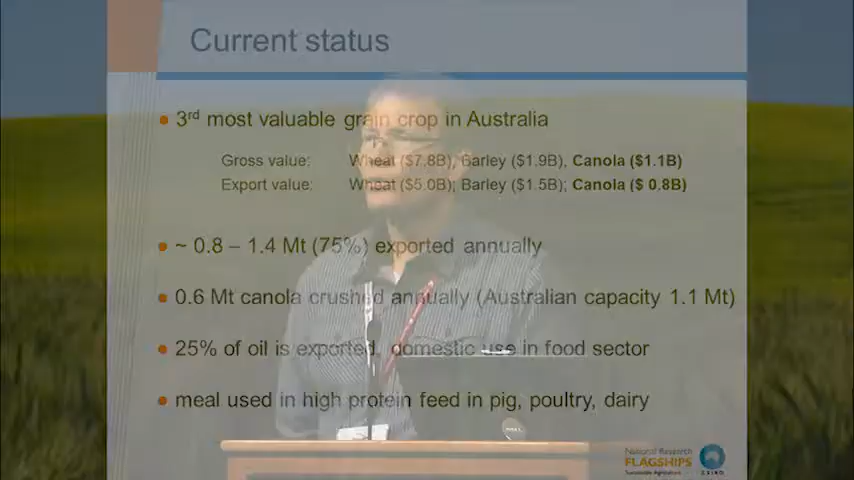 Current status
3rd most valuable grain crop in Australia
Gross value: Wheat ($7.8B), Barley ($1.9B), Canola ($1.1B)
Export value: Wheat ($5.0B); Barley ($1.5B); Canola ($ 0.8B)
~ 0.8 – 1.4 Mt (75%) exported annually
0.6 Mt canola crushed annually (Australian capacity 1.1 Mt)
25% of oil is exported, domestic use in food sector
meal used in high protein feed in pig, poultry, dairy
National Research
FLAGSHIPS
Sustainable Agriculture
CSIRO